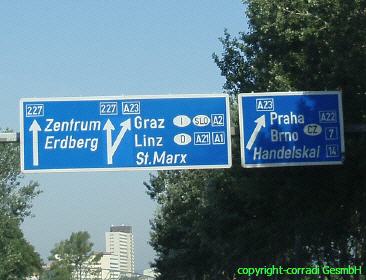 227 227 A23
Zentrum
Erdberg
Graz I SLO A2
Linz D A21 A1
St.Marx
A23
Praha A22
Brno CZ 7
Handelskai 14
copyright-corradi GesmbH